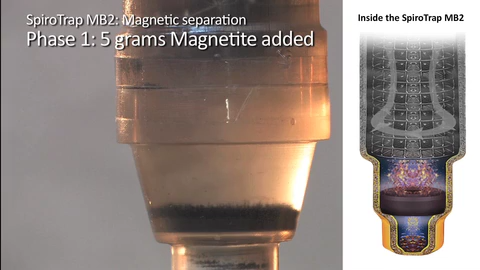 SpiroTrap MB2: Magnetic separation
Phase 1: 5 grams Magnetite added
Inside the SpiroTrap MB2